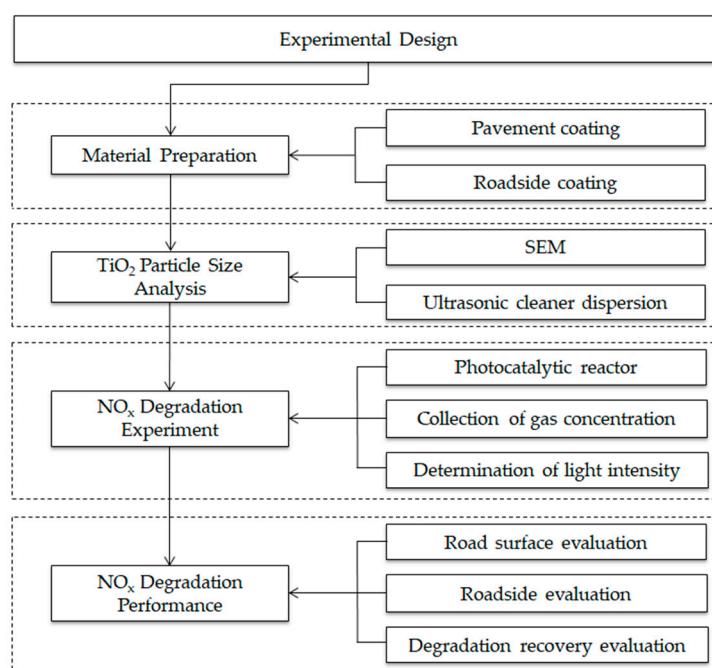 Experimental Design
Material Preparation
Pavement coating
Roadside coating
TiO₂ Particle Size
Analysis
SEM
Ultrasonic cleaner dispersion
NOₓ Degradation
Experiment
Photocatalytic reactor
Collection of gas concentration
Determination of light intensity
NOₓ Degradation
Performance
Road surface evaluation
Roadside evaluation
Degradation recovery evaluation